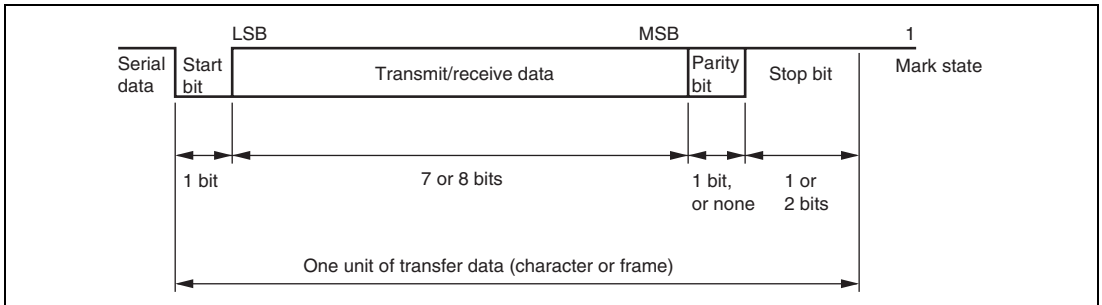 LSB
MSB
1
Serial
data
Start
bit
Transmit/receive data
Parity
bit
Stop bit
Mark state
1 bit
7 or 8 bits
1 bit,
or none
1 or
2 bits
One unit of transfer data (character or frame)